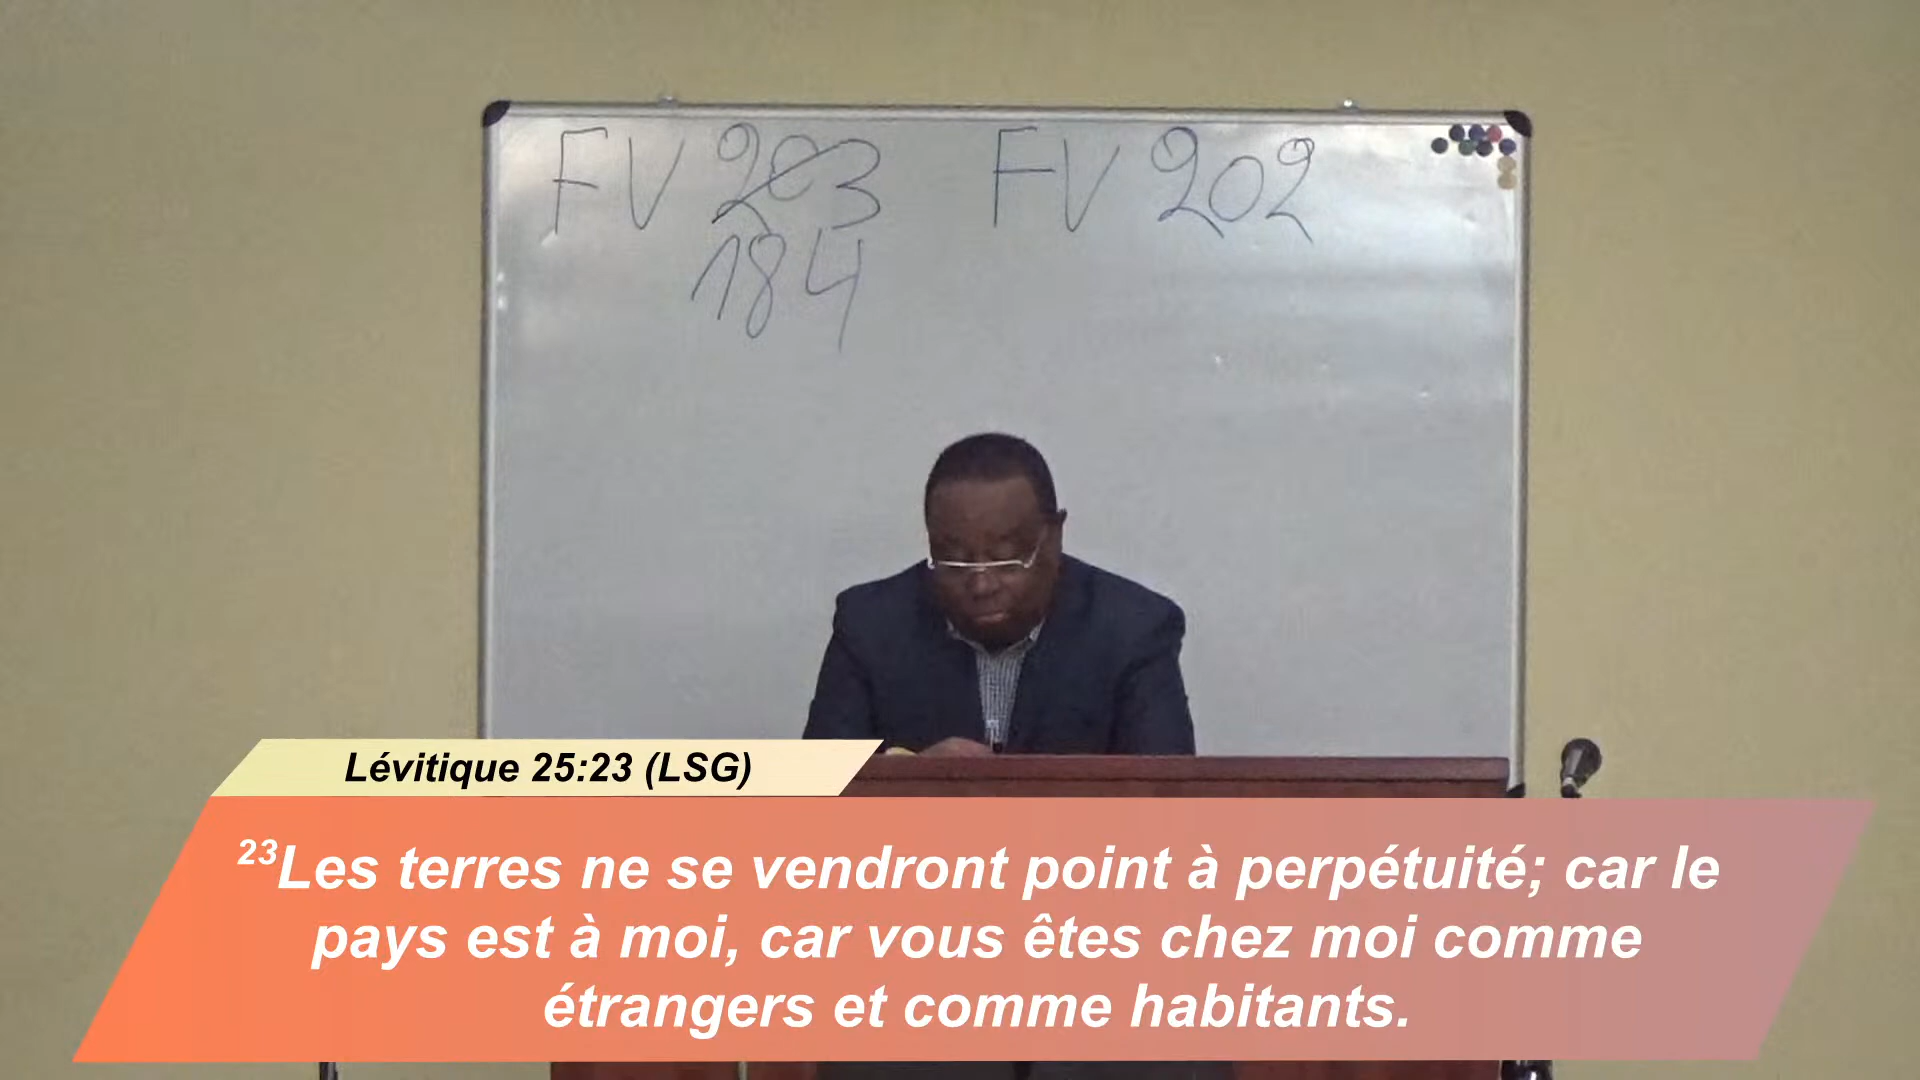 FV 203 FV 202
184
Lévitique 25:23 (LSG)
23Les terres ne se vendront point à perpétuité; car le
pays est à moi, car vous êtes chez moi comme
étrangers et comme habitants.